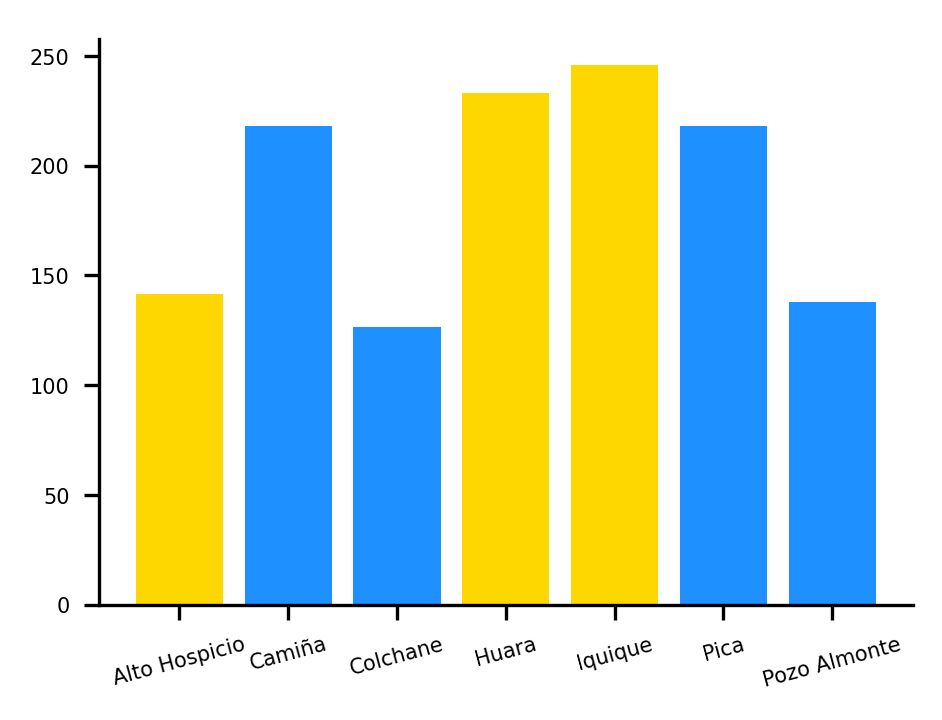 250
200
150
100
50
0
Alto Hospicio
Camiña
Colchane
Huara
Iquique
Pica
Pozo Almonte